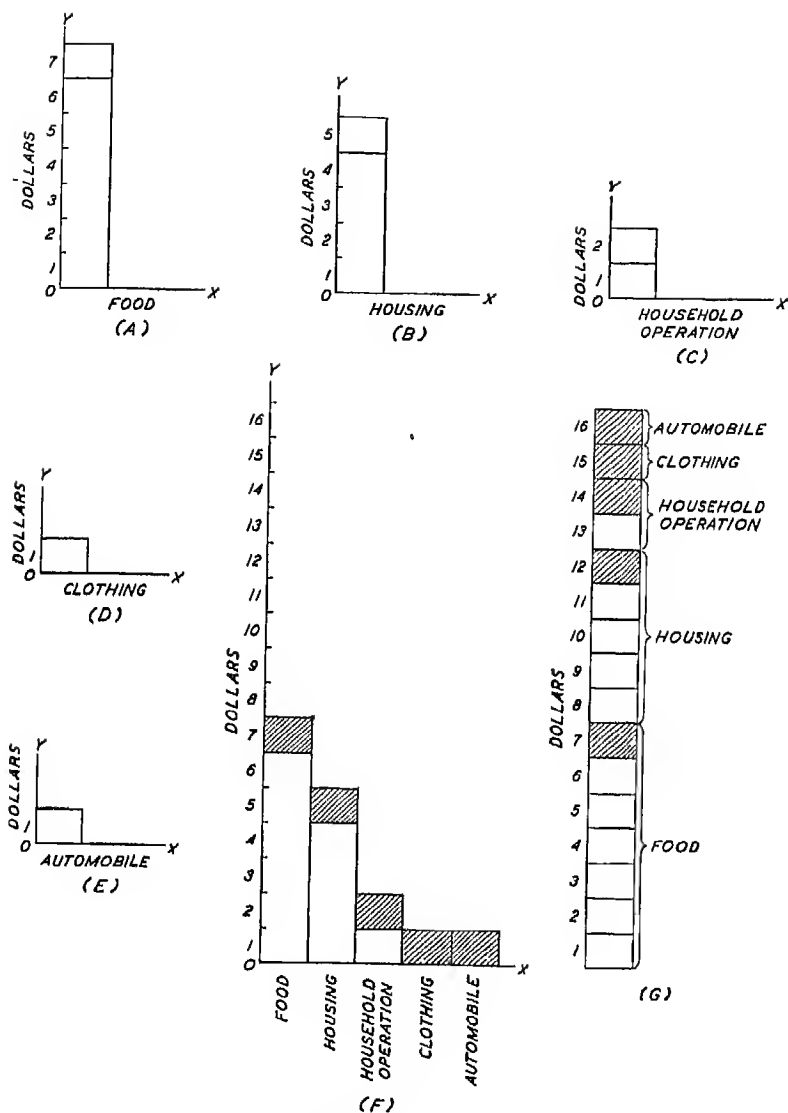 Y
7
6
5
4
3
2
1
0
DOLLARS
X
FOOD
(A)
Y
5
4
3
2
1
0
DOLLARS
X
HOUSING
(B)
Y
2
1
0
DOLLARS
X
HOUSEHOLD
OPERATION
(C)
Y
1
0
DOLLARS
X
CLOTHING
(D)
Y
1
0
DOLLARS
X
AUTOMOBILE
(E)
Y
16
15
14
13
12
11
10
9
8
7
6
5
4
3
2
1
0
DOLLARS
X
FOOD
HOUSING
HOUSEHOLD
OPERATION
CLOTHING
AUTOMOBILE
(F)
16
15
14
13
12
11
10
9
8
7
6
5
4
3
2
1
DOLLARS
AUTOMOBILE
CLOTHING
HOUSEHOLD
OPERATION
HOUSING
FOOD
(G)